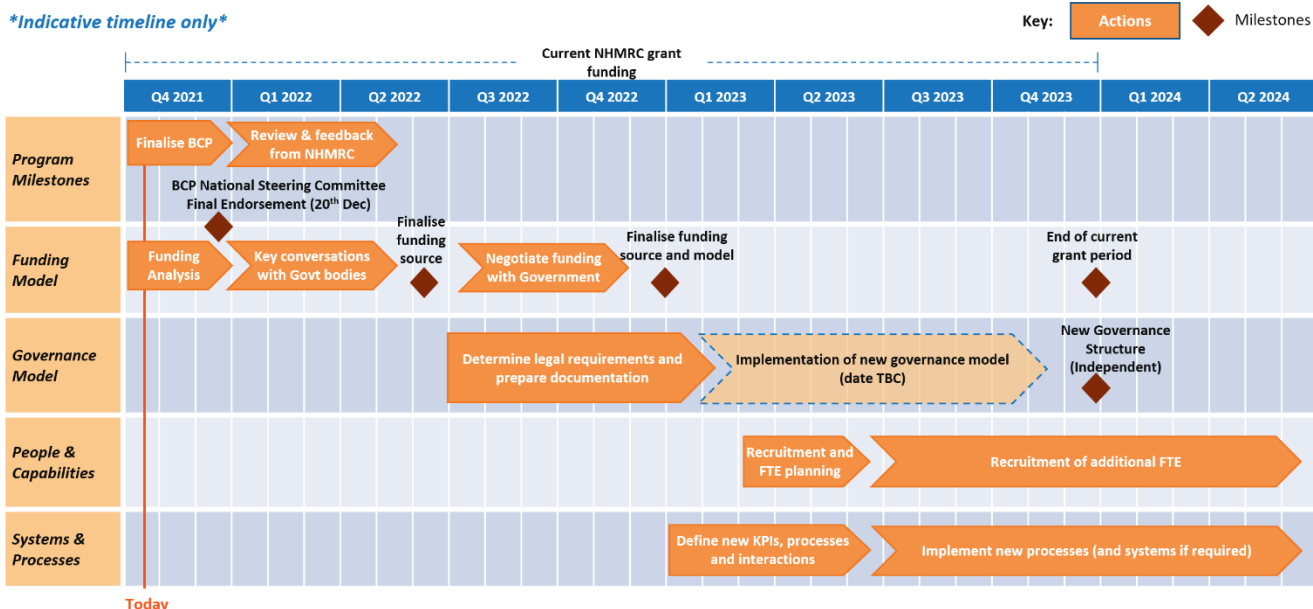 *Indicative timeline only*
Key:
Actions
Milestones
Current NHMRC grant
funding
Q4 2021
Q1 2022
Q2 2022
Q3 2022
Q4 2022
Q1 2023
Q2 2023
Q3 2023
Q4 2023
Q1 2024
Q2 2024
Program
Milestones
Finalise BCP
Review & feedback
from NHMRC
BCP National Steering Committee
Final Endorsement (20th Dec)
Funding
Model
Funding
Analysis
Key conversations
with Govt bodies
Finalise
funding
source
Negotiate funding
with Government
Finalise funding
source and model
End of current
grant period
Governance
Model
Determine legal requirements and
prepare documentation
Implementation of new governance model
(date TBC)
New Governance
Structure
(Independent)
People &
Capabilities
Recruitment and
FTE planning
Recruitment of additional FTE
Systems &
Processes
Define new KPIs, processes
and interactions
Implement new processes (and systems if required)
Today